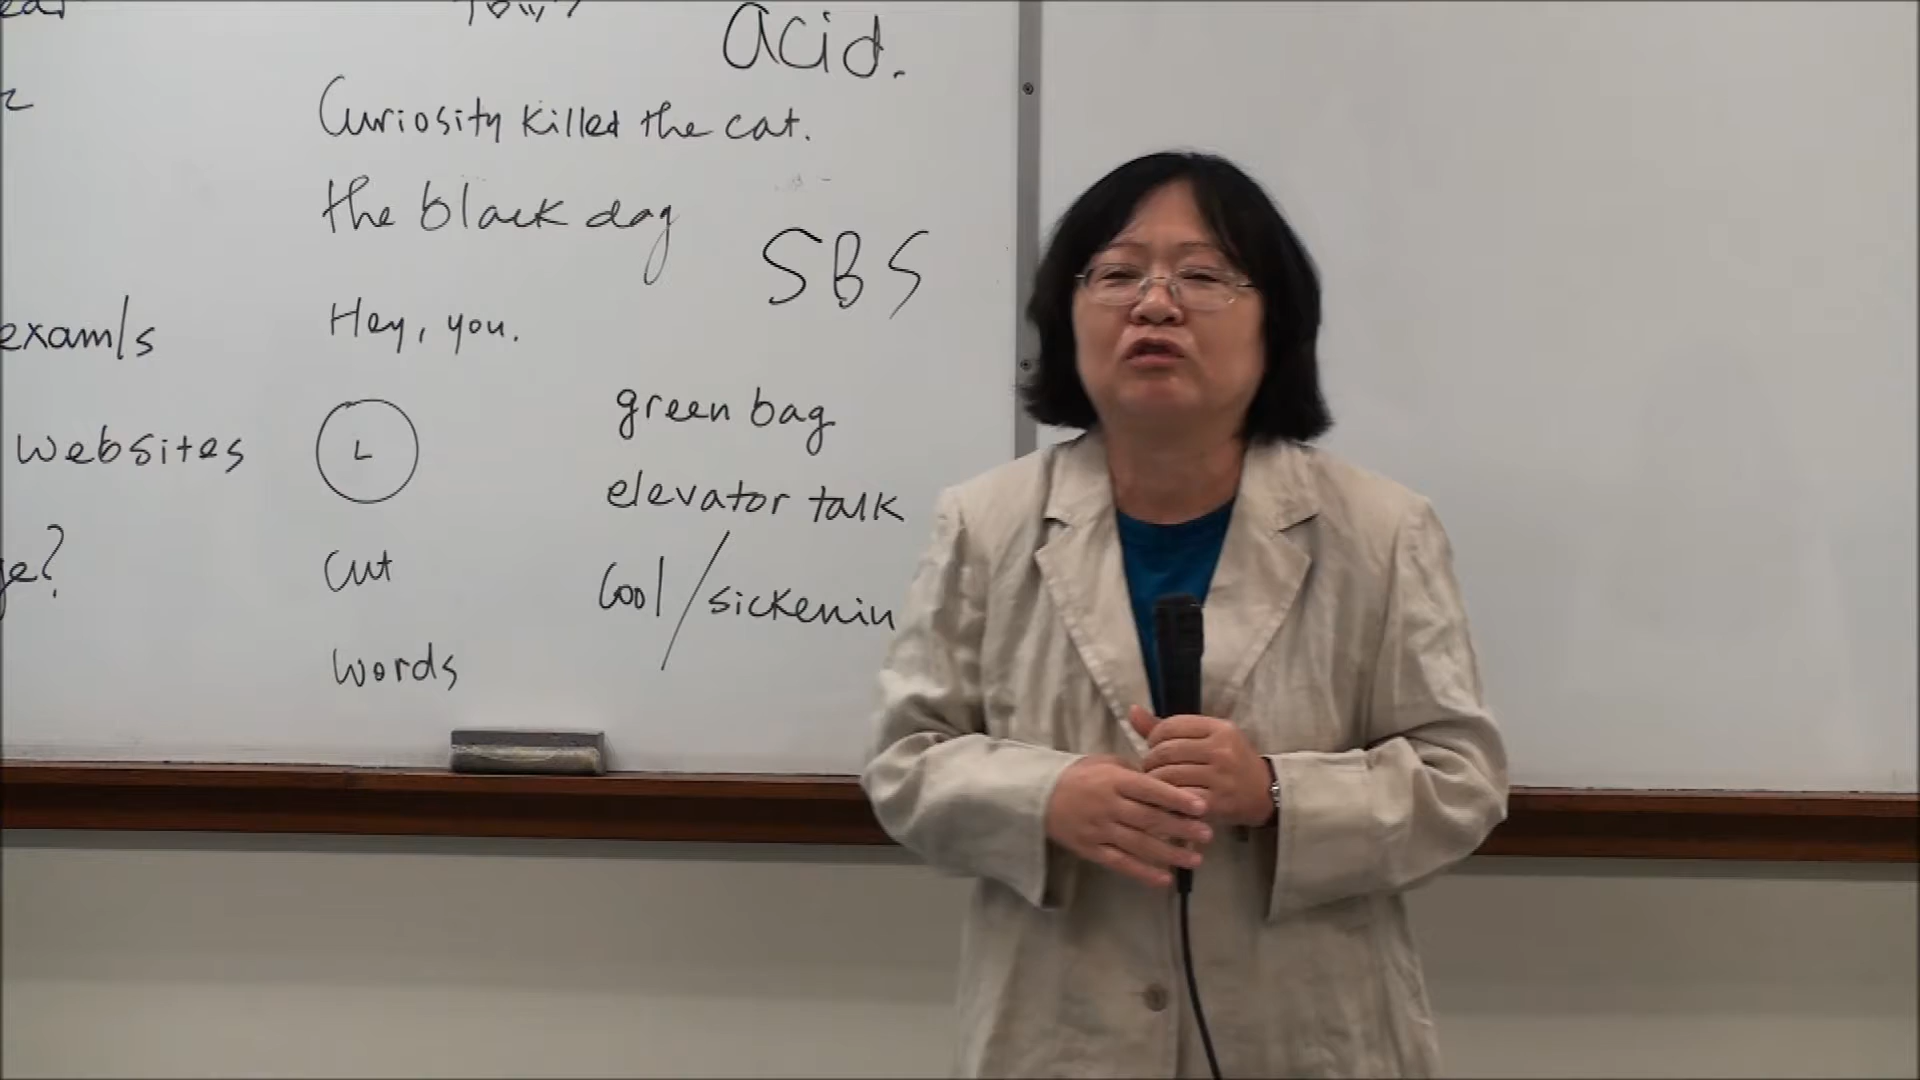 acid.
Curiosity killed the cat.
the black dog
SBS
exam/s
Hey, you.
green bag
websites
L
elevator talk
cut
cool / sickenin
words